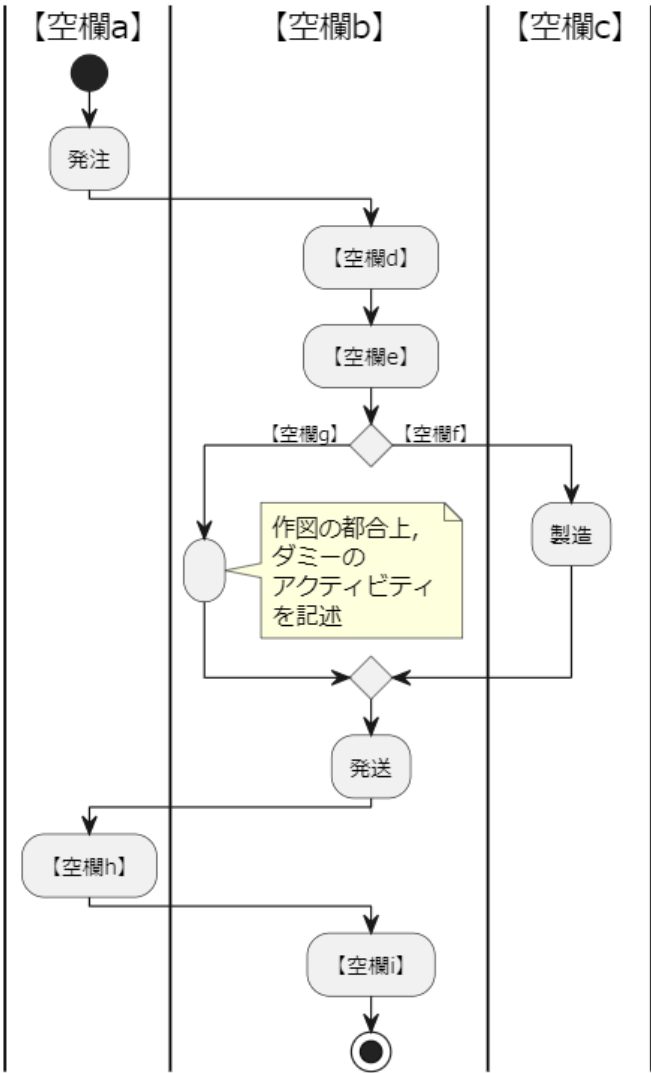 【空欄a】
【空欄b】
【空欄c】
発注
【空欄d】
【空欄e】
【空欄g】
【空欄f】
作図の都合上,
ダミーの
アクティビティ
を記述
製造
発送
【空欄h】
【空欄i】